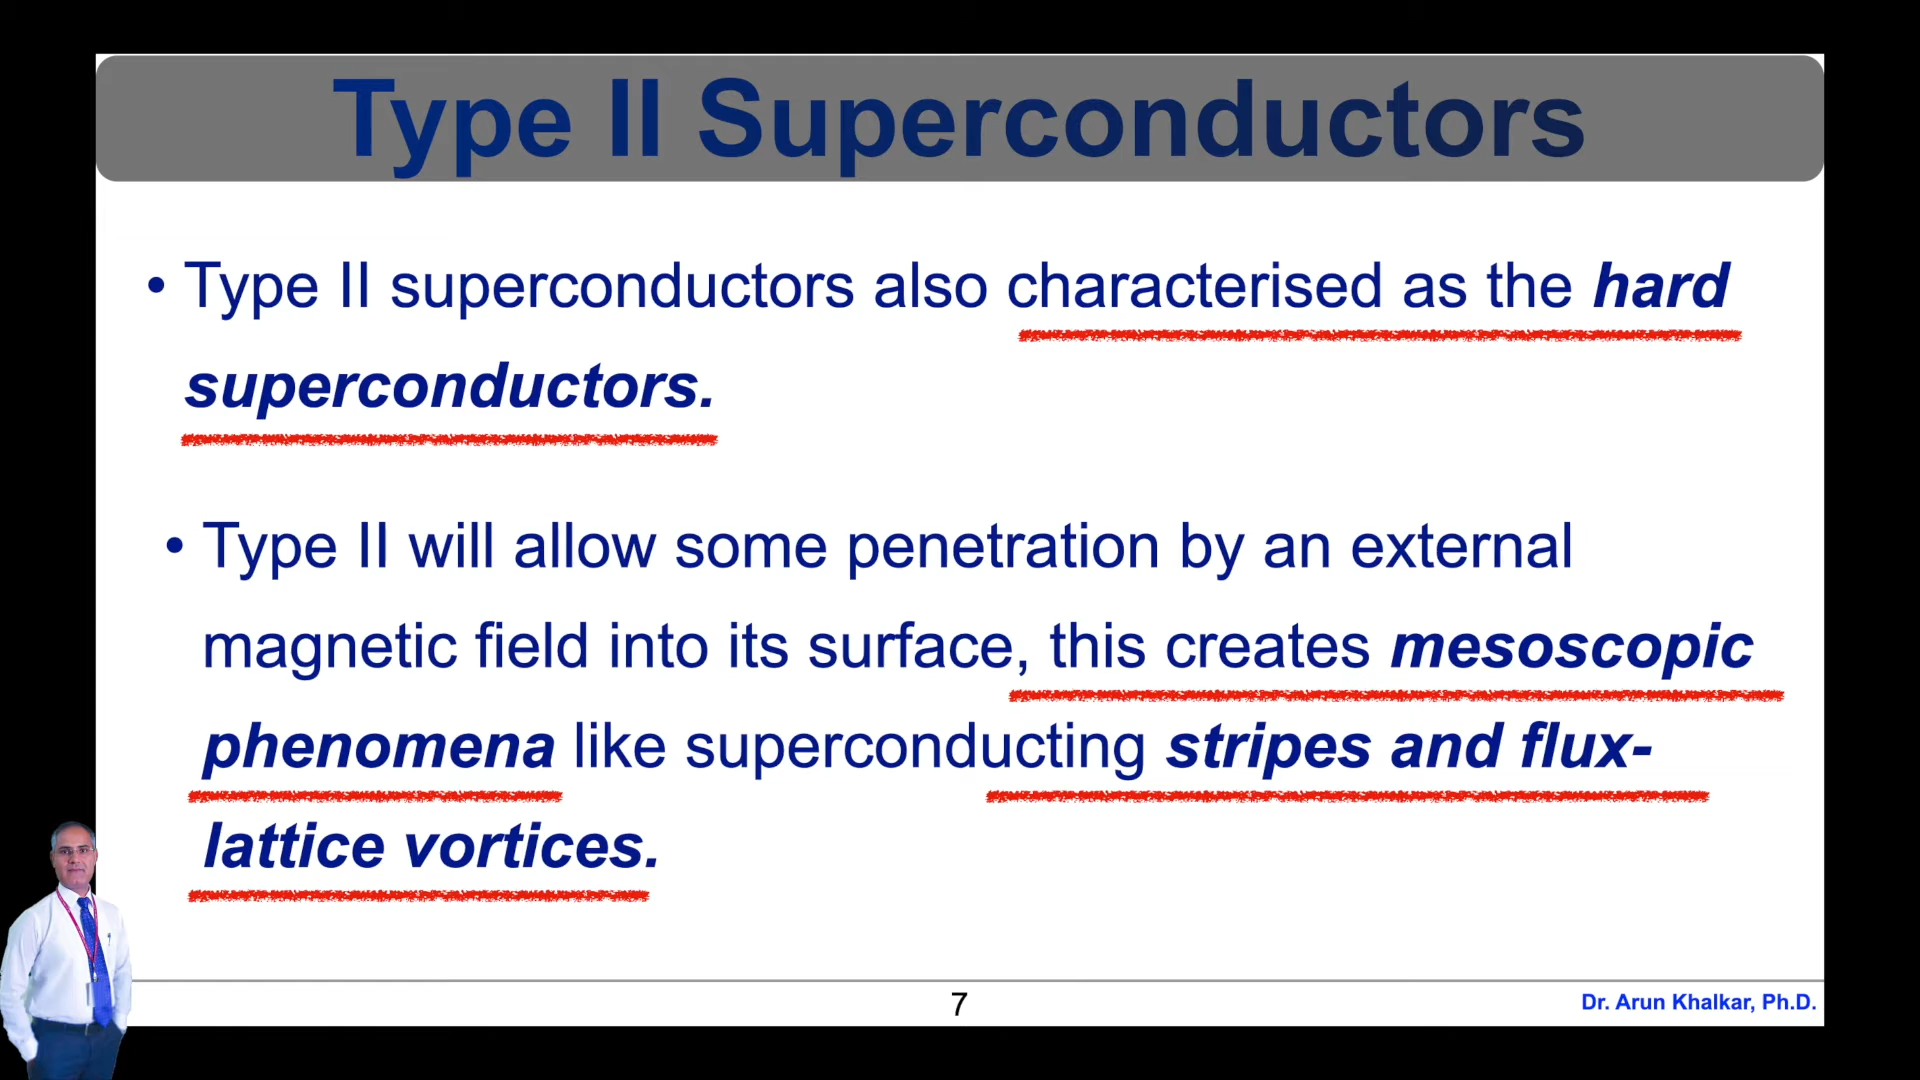 Type II Superconductors
• Type II superconductors also characterised as the hard
superconductors.
• Type II will allow some penetration by an external
magnetic field into its surface, this creates mesoscopic
phenomena like superconducting stripes and flux-
lattice vortices.
7
Dr. Arun Khalkar, Ph.D.